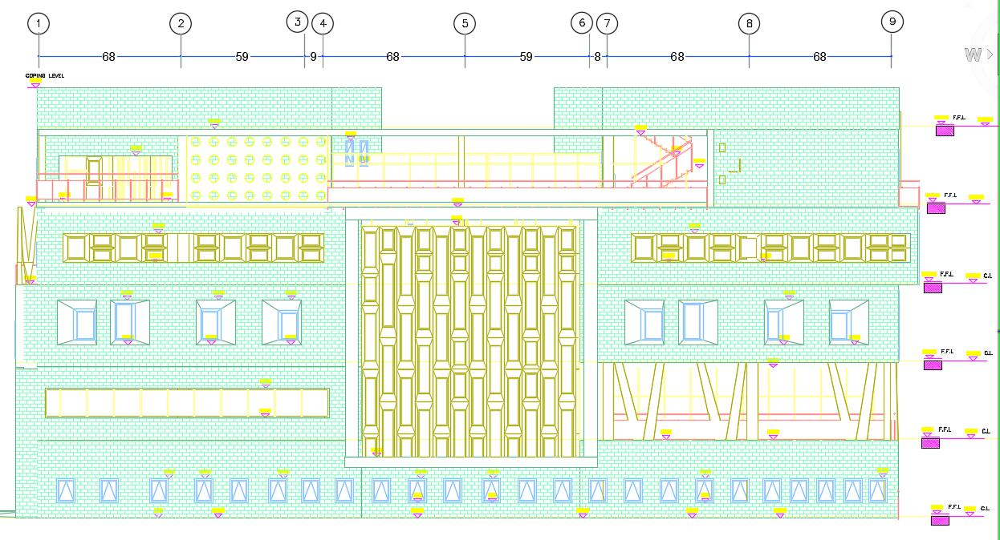 1 2 3 4 5 6 7 8 9
68 59 9 68 59 8 68 68
W
COPING LEVEL
F.F.L
F.F.L
F.F.L C.L
F.F.L C.L
F.F.L C.L
F.F.L C.L